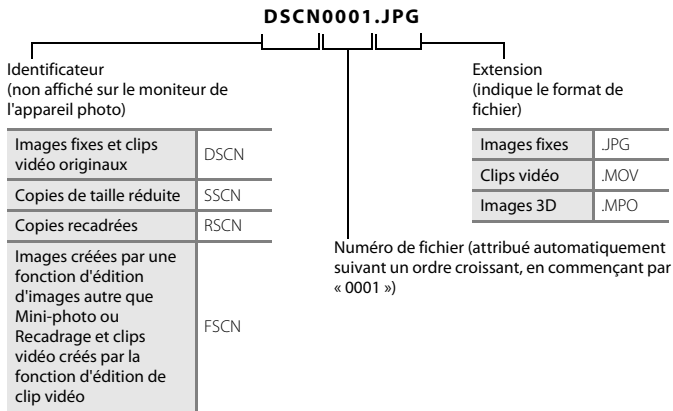 DSCN0001.JPG
Identificateur
(non affiché sur le moniteur de
l'appareil photo)
Images fixes et clips
vidéo originaux
DSCN
Copies de taille réduite
SSCN
Copies recadrées
RSCN
Images créées par une
fonction d'édition
d'images autre que
Mini-photo ou
Recadrage et clips
vidéo créés par la
fonction d'édition de
clip vidéo
FSCN
Extension
(indique le format de
fichier)
Images fixes
.JPG
Clips vidéo
.MOV
Images 3D
.MPO
Numéro de fichier (attribué automatiquement
suivant un ordre croissant, en commençant par
« 0001 »)